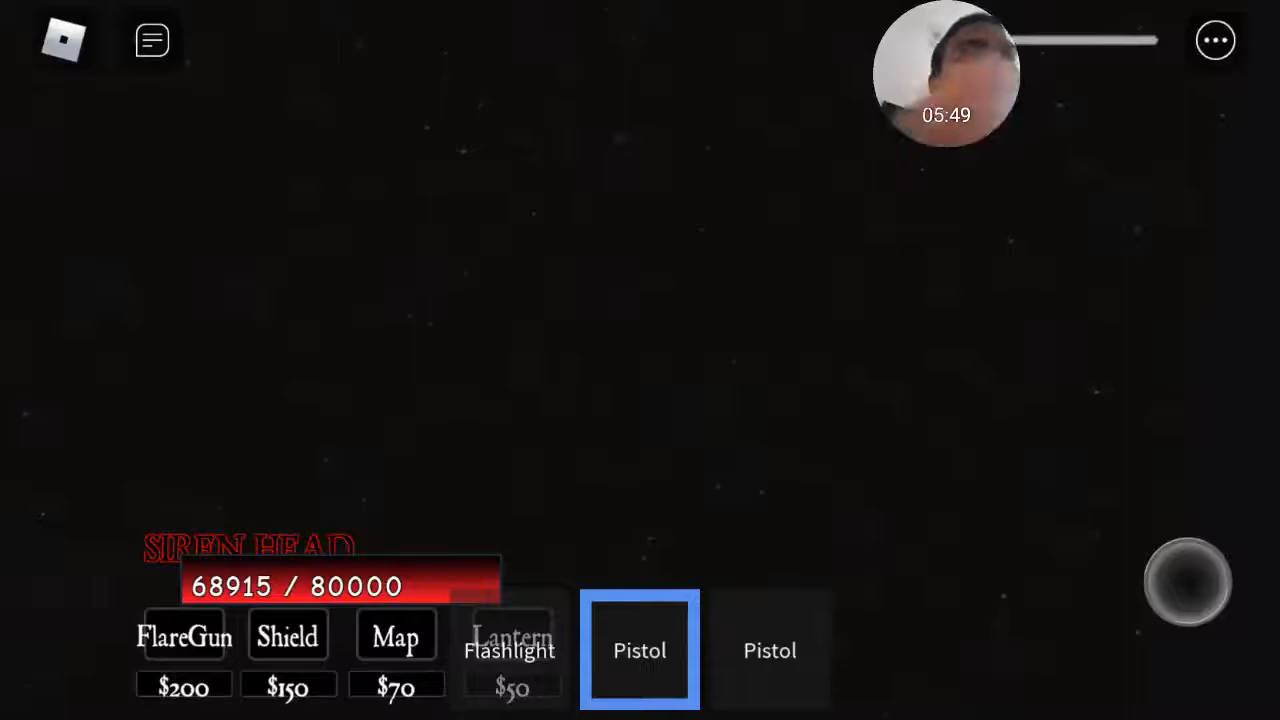 05:49
SIREN HEAD
68915 / 80000
FlareGun
Shield
Map
Lantern
Flashlight
Pistol
Pistol
$200
$150
$70
$50